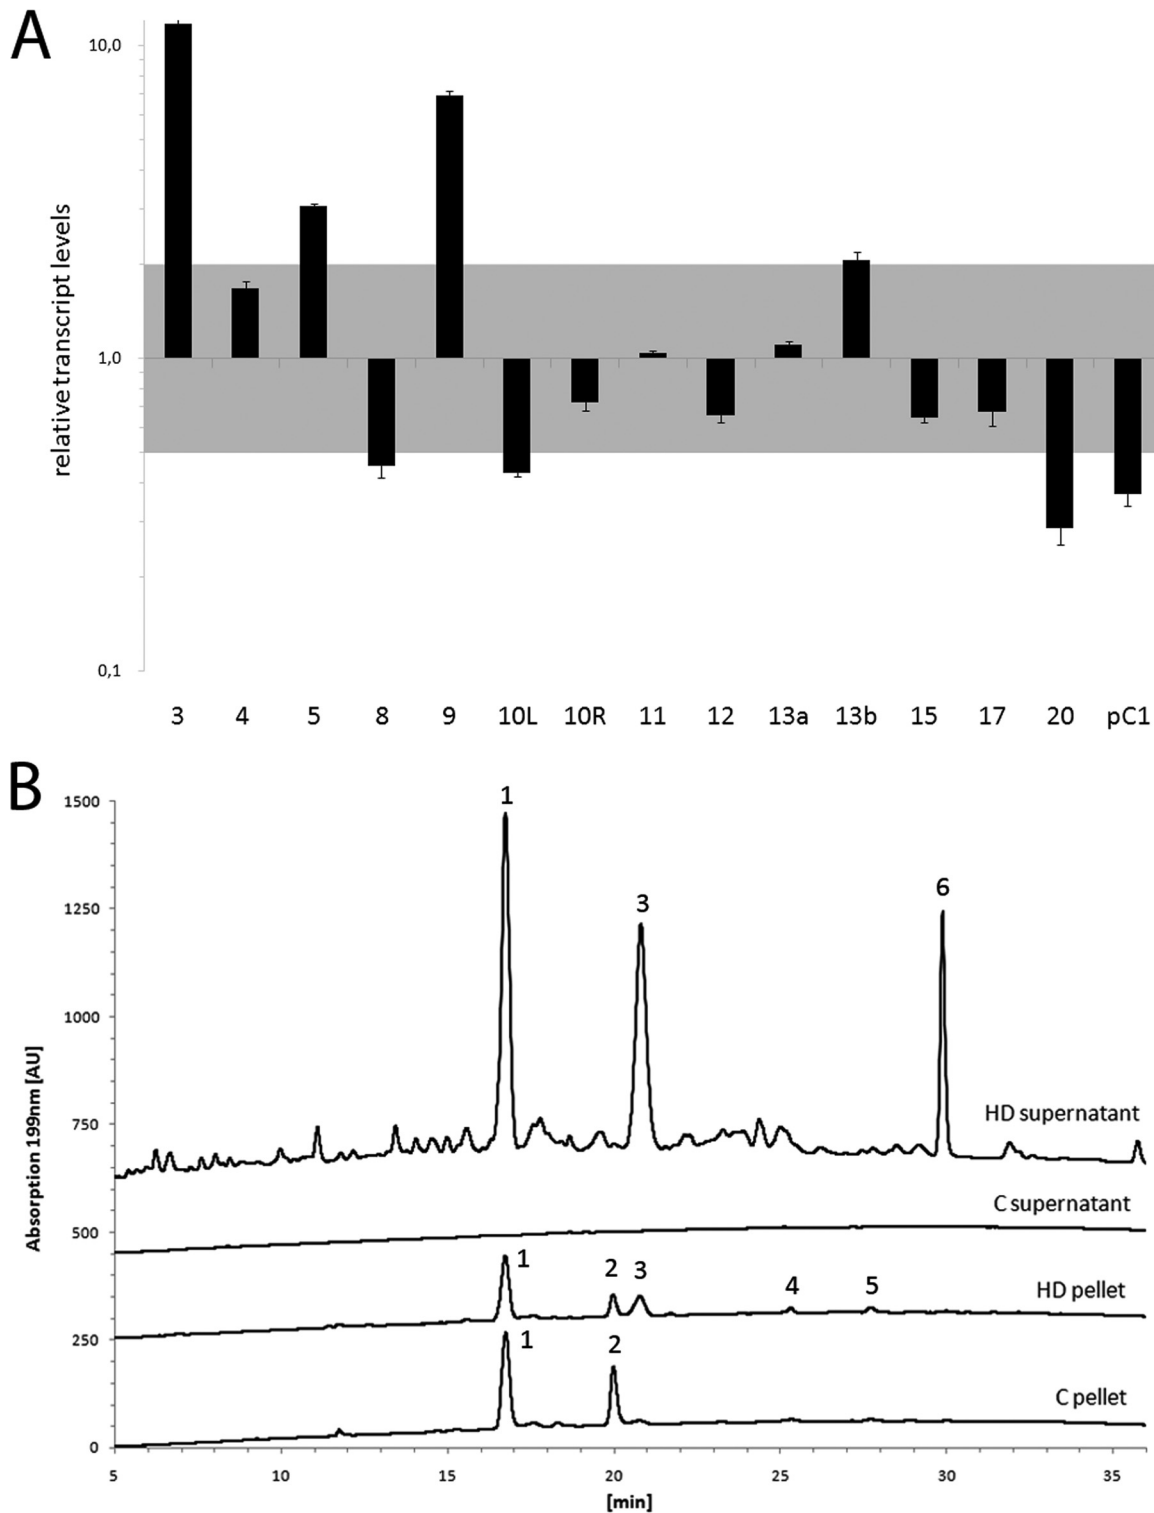 A
10,0
1,0
0,1
relative transcript levels
3 4 5 8 9 10L 10R 11 12 13a 13b 15 17 20 pC1
B
1500
1250
1000
750
500
250
0
Absorption 199nm [AU]
1
3
6
HD supernatant
C supernatant
1 2 3 4 5
HD pellet
1 2
C pellet
5 10 15 20 25 30 35
[min]